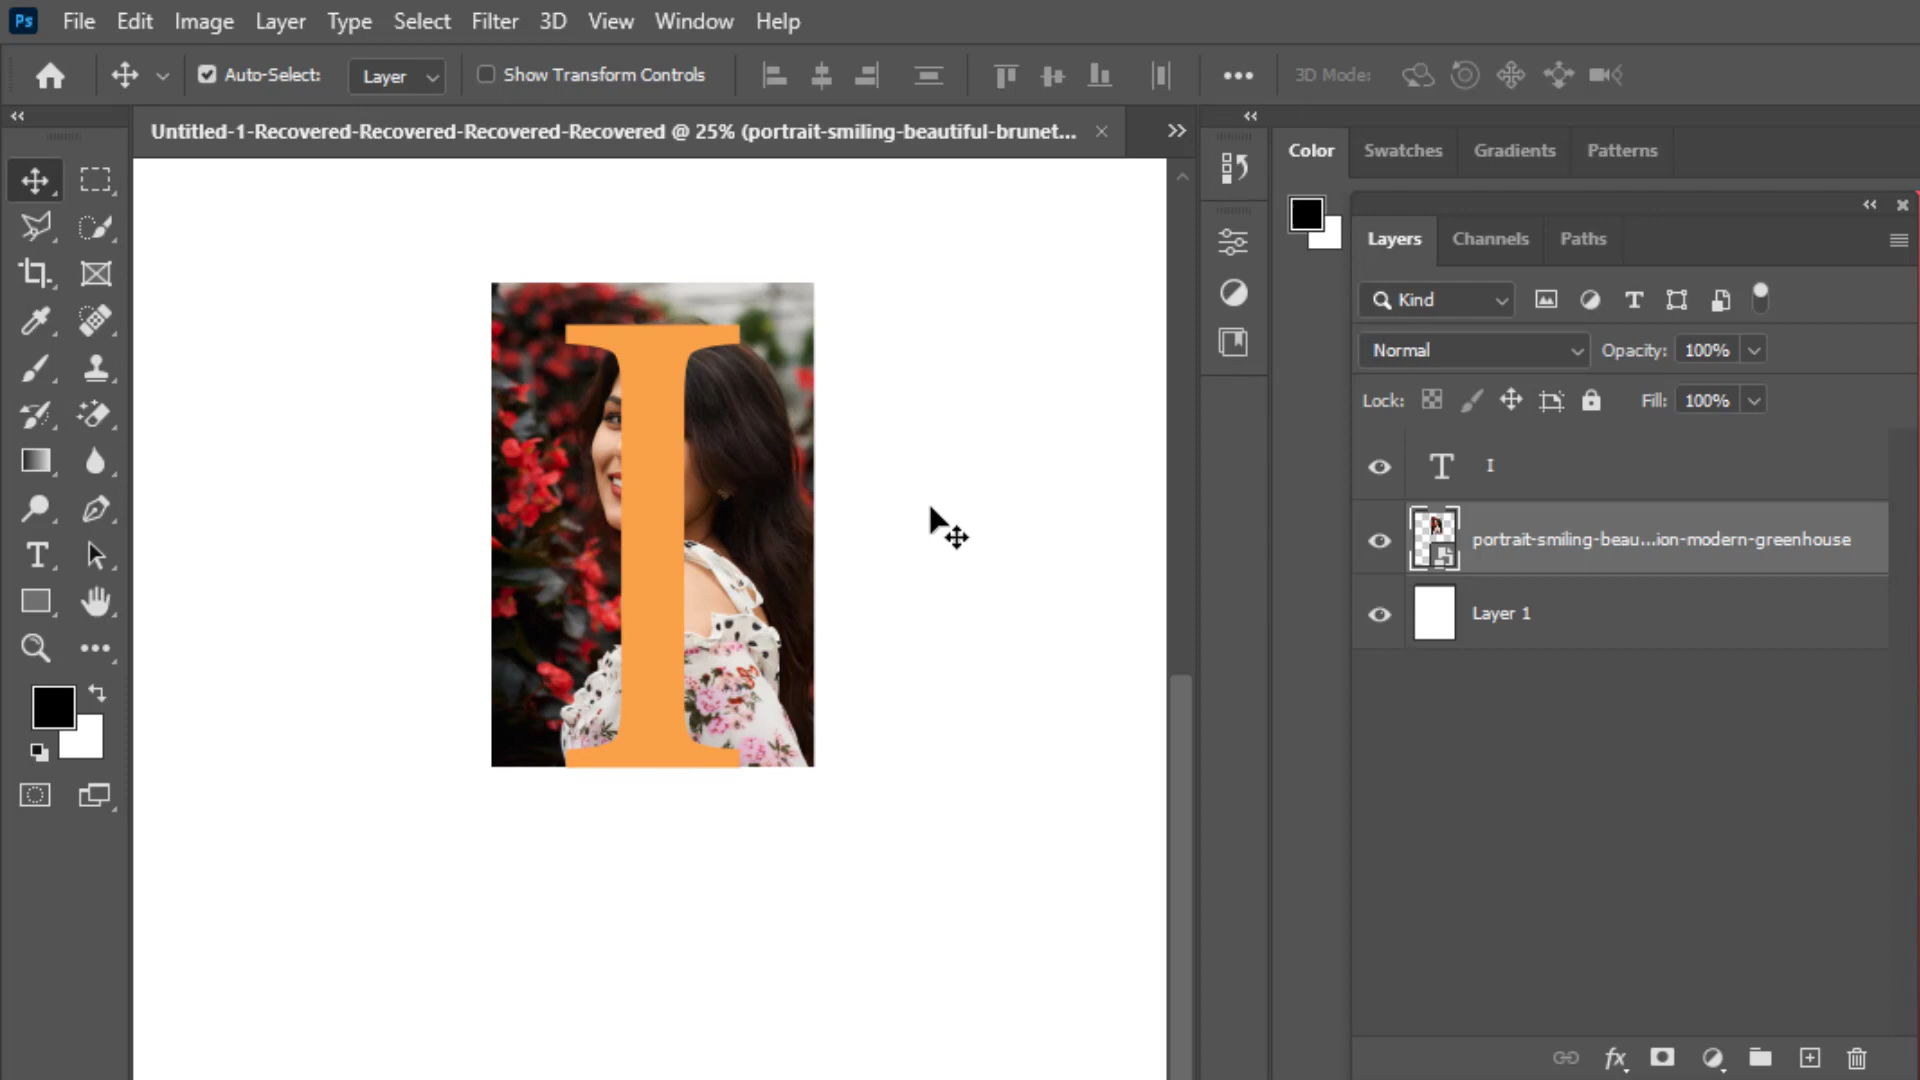 Ps File Edit Image Layer Type Select Filter 3D View Window Help
Auto-Select: Layer Show Transform Controls 3D Mode:
Untitled-1-Recovered-Recovered-Recovered-Recovered @ 25% (portrait-smiling-beautiful-brunet...
Color Swatches Gradients Patterns
Layers Channels Paths
Kind
Normal Opacity: 100%
Lock: Fill: 100%
I
portrait-smiling-beau...ion-modern-greenhouse
Layer 1
I
fx